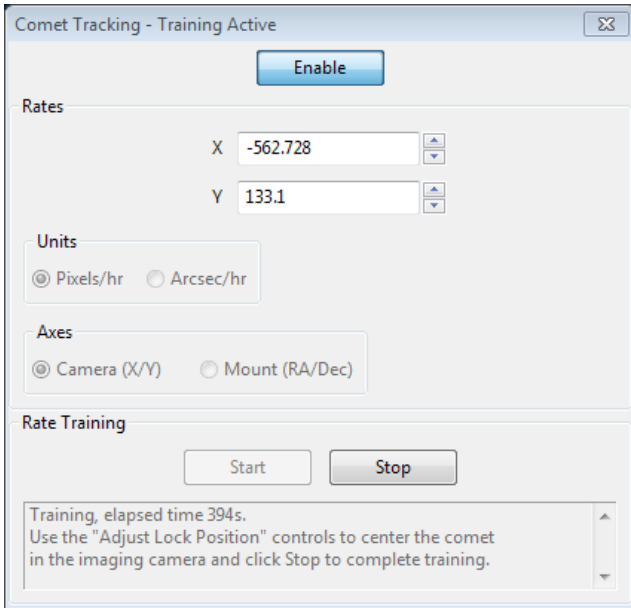 Comet Tracking - Training Active
Enable
Rates
X -562.728
Y 133.1
Units
Pixels/hr Arcsec/hr
Axes
Camera (X/Y) Mount (RA/Dec)
Rate Training
Start Stop
Training, elapsed time 394s.
Use the "Adjust Lock Position" controls to center the comet
in the imaging camera and click Stop to complete training.